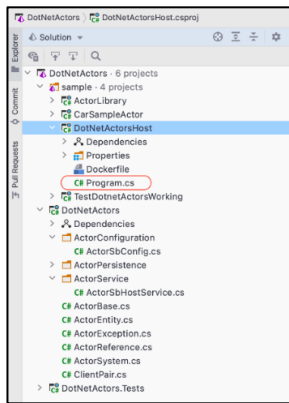 DotNetActors › DotNetActorsHost.csproj
Explorer
Solution
Commit
Pull Requests
DotNetActors · 6 projects
sample · 4 projects
ActorLibrary
CarSampleActor
DotNetActorsHost
Dependencies
Properties
Dockerfile
C# Program.cs
TestDotnetActorsWorking
DotNetActors
Dependencies
ActorConfiguration
C# ActorSbConfig.cs
ActorPersistence
ActorService
C# ActorSbHostService.cs
C# ActorBase.cs
C# ActorEntity.cs
C# ActorException.cs
C# ActorReference.cs
C# ActorSystem.cs
C# ClientPair.cs
DotNetActors.Tests